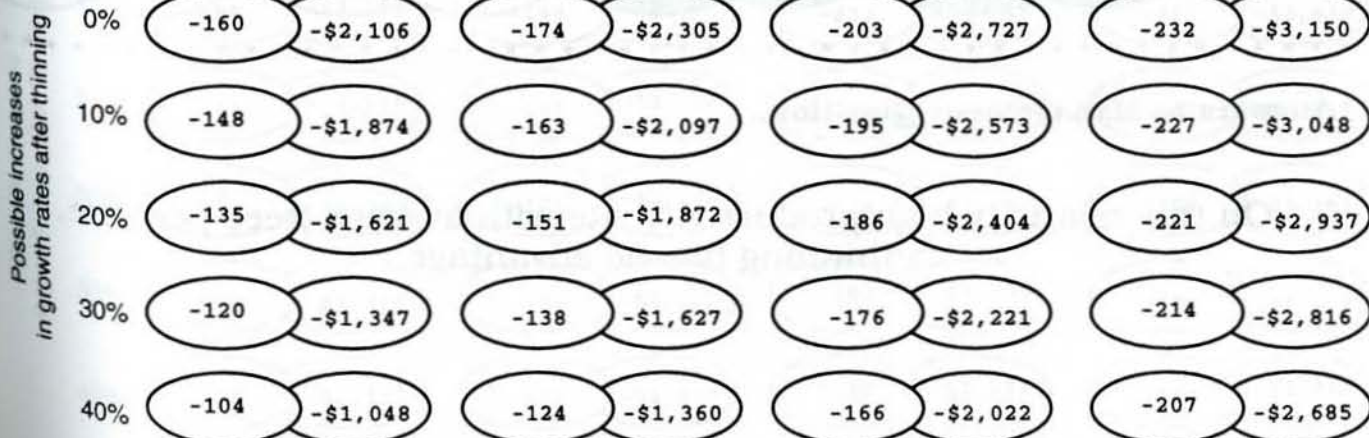 Possible increases
in growth rates after thinning
0% -160 -$2,106 -174 -$2,305 -203 -$2,727 -232 -$3,150
10% -148 -$1,874 -163 -$2,097 -195 -$2,573 -227 -$3,048
20% -135 -$1,621 -151 -$1,872 -186 -$2,404 -221 -$2,937
30% -120 -$1,347 -138 -$1,627 -176 -$2,221 -214 -$2,816
40% -104 -$1,048 -124 -$1,360 -166 -$2,022 -207 -$2,685